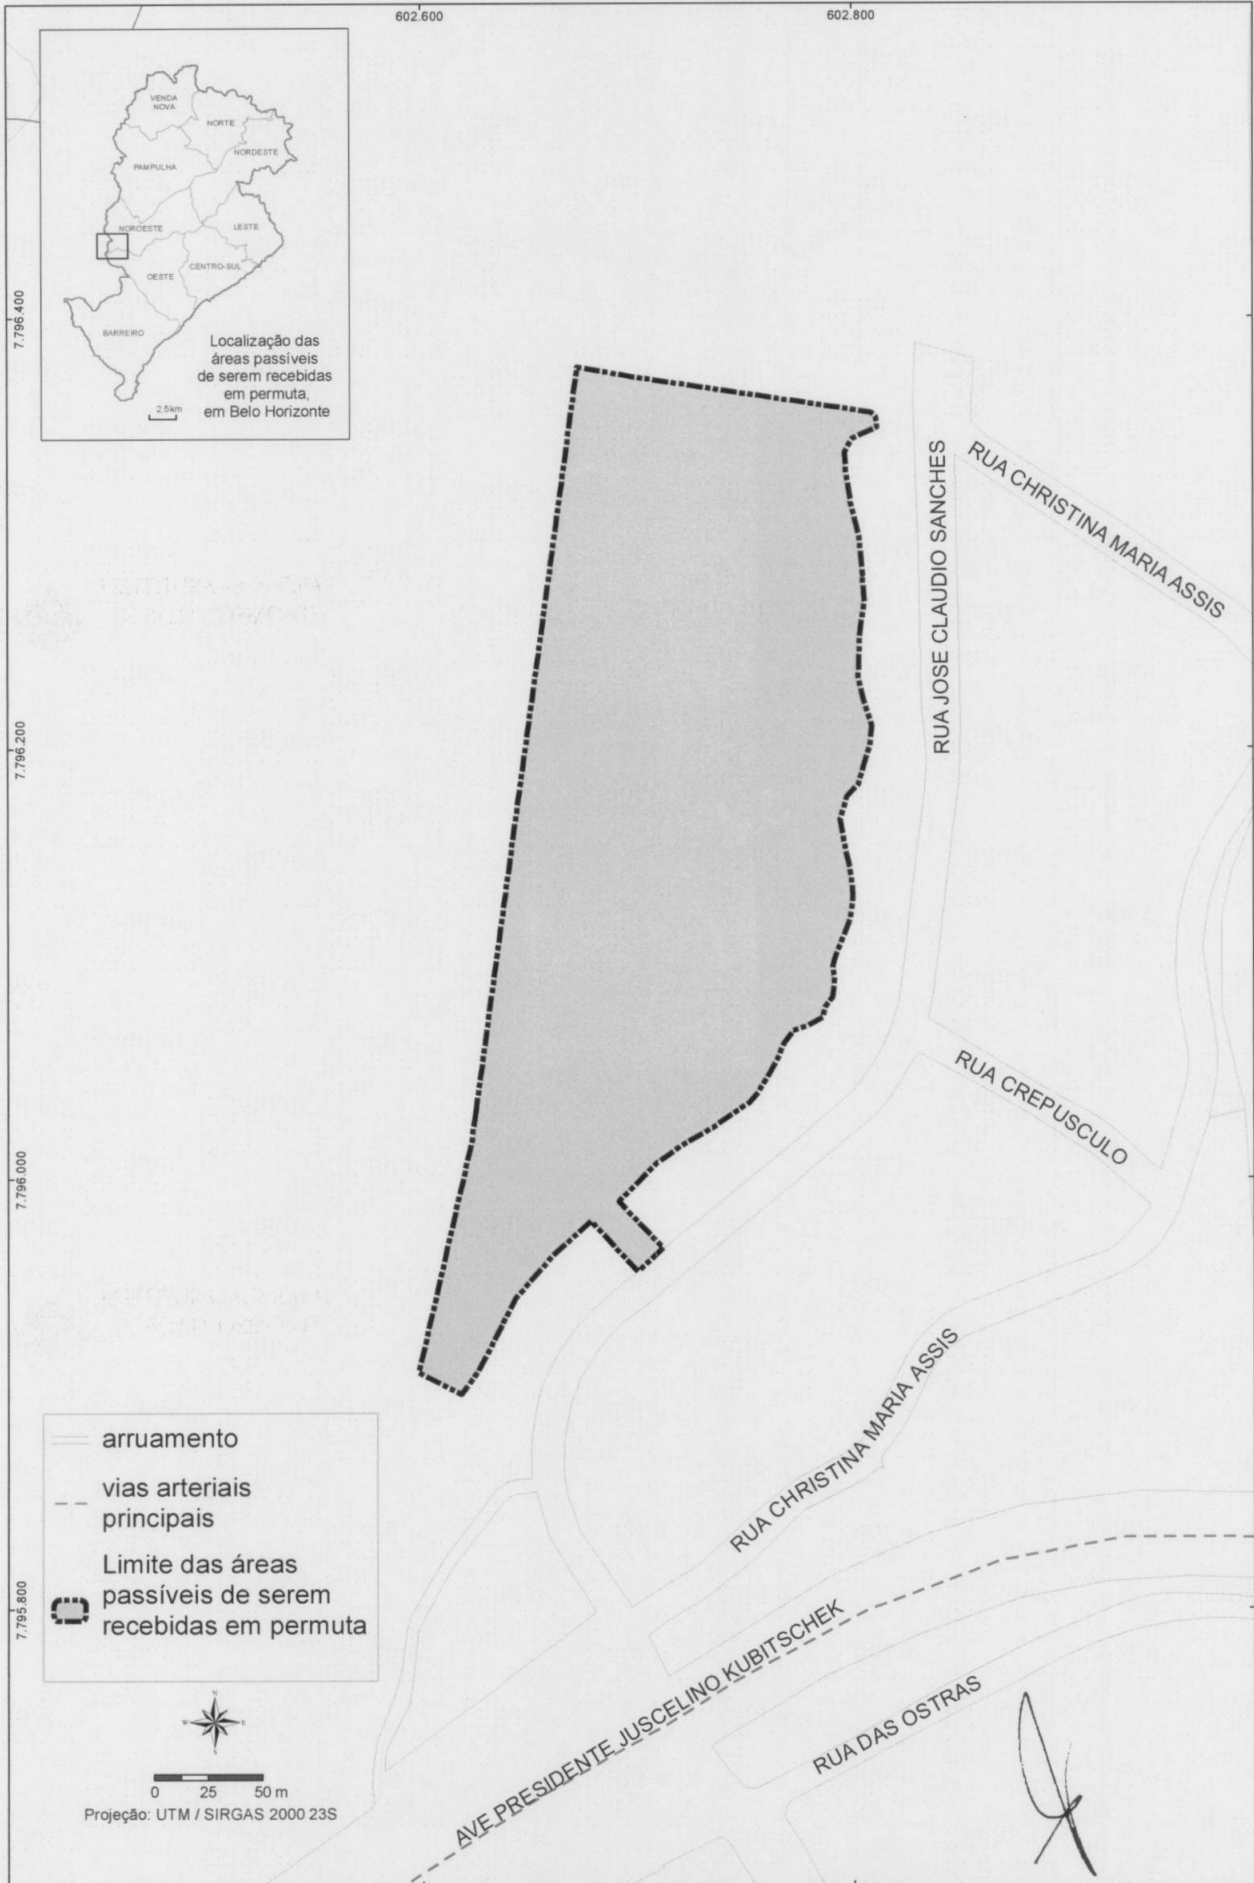 602.600
602.800
VENDA
NOVA
NORTE
NORDESTE
PAMPULHA
NOROESTE
LESTE
CENTRO-SUL
OESTE
BARREIRO
Localização das
áreas passíveis
de serem recebidas
em permuta,
em Belo Horizonte
2,5km
7.796.400
7.796.200
7.796.000
7.795.800
RUA JOSE CLAUDIO SANCHES
RUA CHRISTINA MARIA ASSIS
RUA CREPUSCULO
RUA CHRISTINA MARIA ASSIS
AVE PRESIDENTE JUSCELINO KUBITSCHEK
RUA DAS OSTRAS
arruamento
vias arteriais
principais
Limite das áreas
passíveis de serem
recebidas em permuta
N
W
E
S
0 25 50 m
Projeção: UTM / SIRGAS 2000 23S